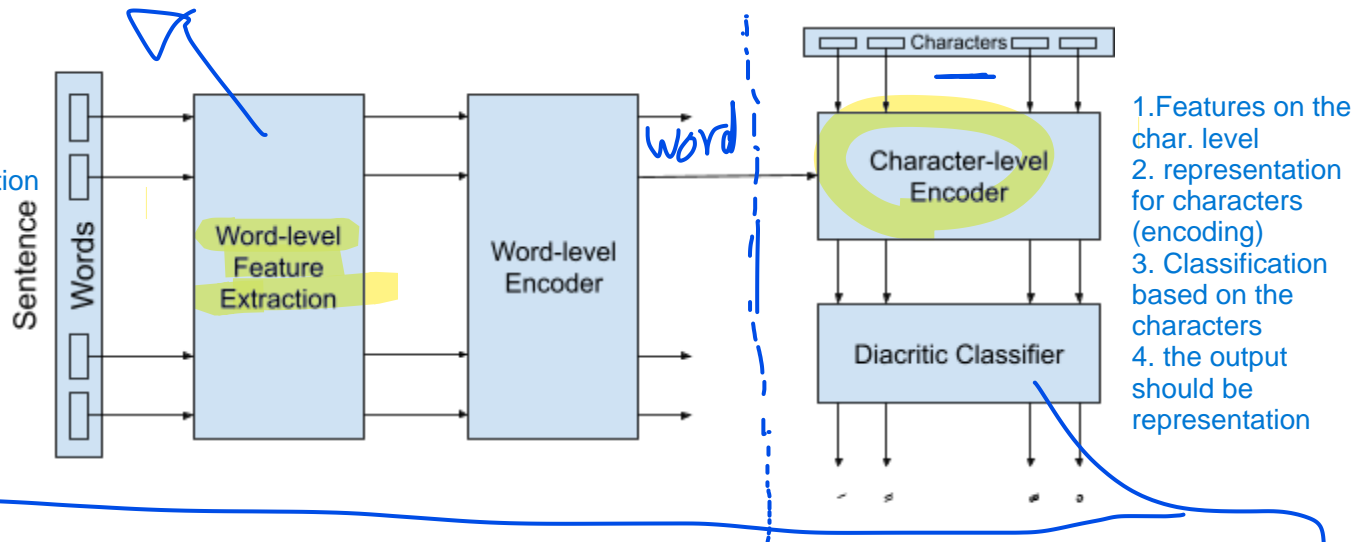 Sentence
tion
Words
Word-level
Feature
Extraction
Word-level
Encoder
word
Characters
Character-level
Encoder
Diacritic Classifier
1.Features on the
char. level
2. representation
for characters
(encoding)
3. Classification
based on the
characters
4. the output
should be
representation